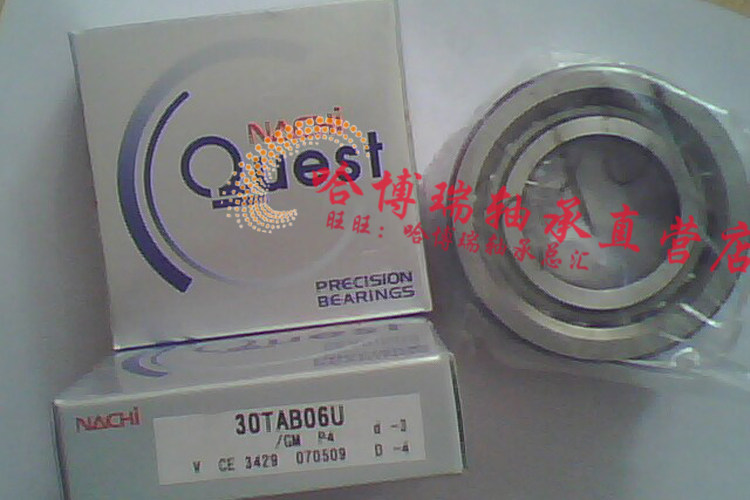 NACHi
Quest
哈博瑞轴承直营店
旺旺：哈博瑞轴承总汇
PRECISION
BEARINGS
NACHi
30TAB06U
/GM P4 d -3
V CE 3429 070509 D -4